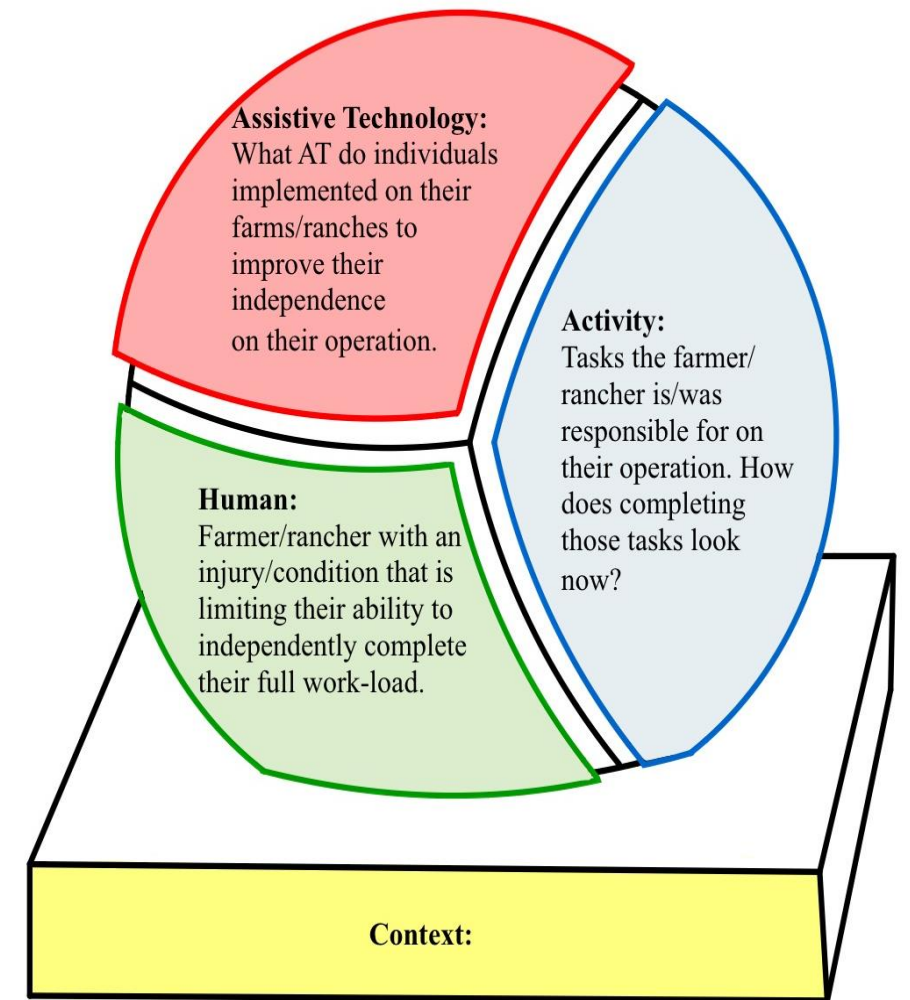 Assistive Technology:
What AT do individuals
implemented on their
farms/ranches to
improve their
independence
on their operation.
Activity:
Tasks the farmer/
rancher is/was
responsible for on
their operation. How
does completing
those tasks look
now?
Human:
Farmer/rancher with an
injury/condition that is
limiting their ability to
independently complete
their full work-load.
Context: